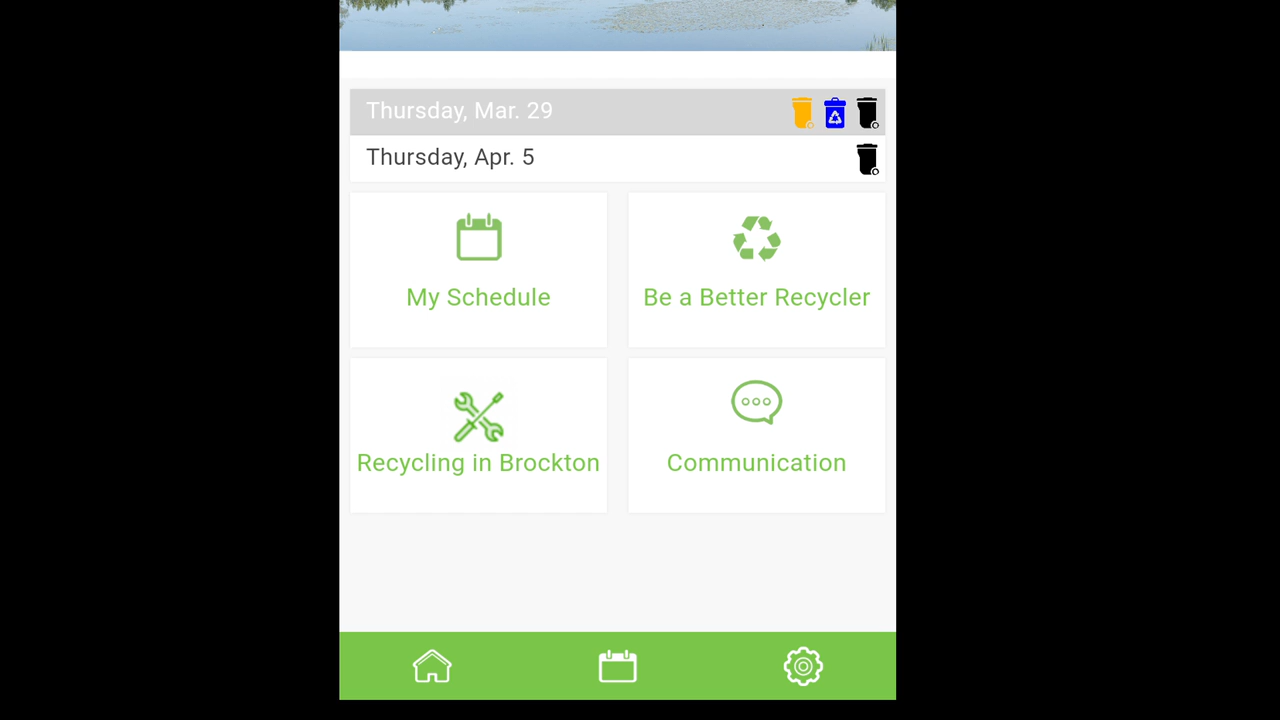 Thursday, Mar. 29
Thursday, Apr. 5
My Schedule
Be a Better Recycler
Recycling in Brockton
Communication